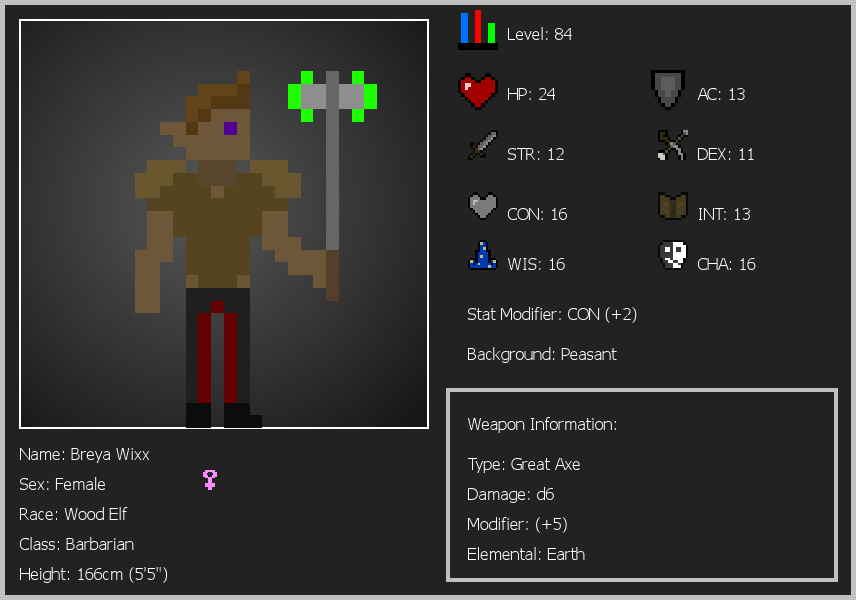 Level: 84
HP: 24
AC: 13
STR: 12
DEX: 11
CON: 16
INT: 13
WIS: 16
CHA: 16
Stat Modifier: CON (+2)
Background: Peasant
Weapon Information:
Type: Great Axe
Damage: d6
Modifier: (+5)
Elemental: Earth
Name: Breya Wixx
Sex: Female
Race: Wood Elf
Class: Barbarian
Height: 166cm (5'5")